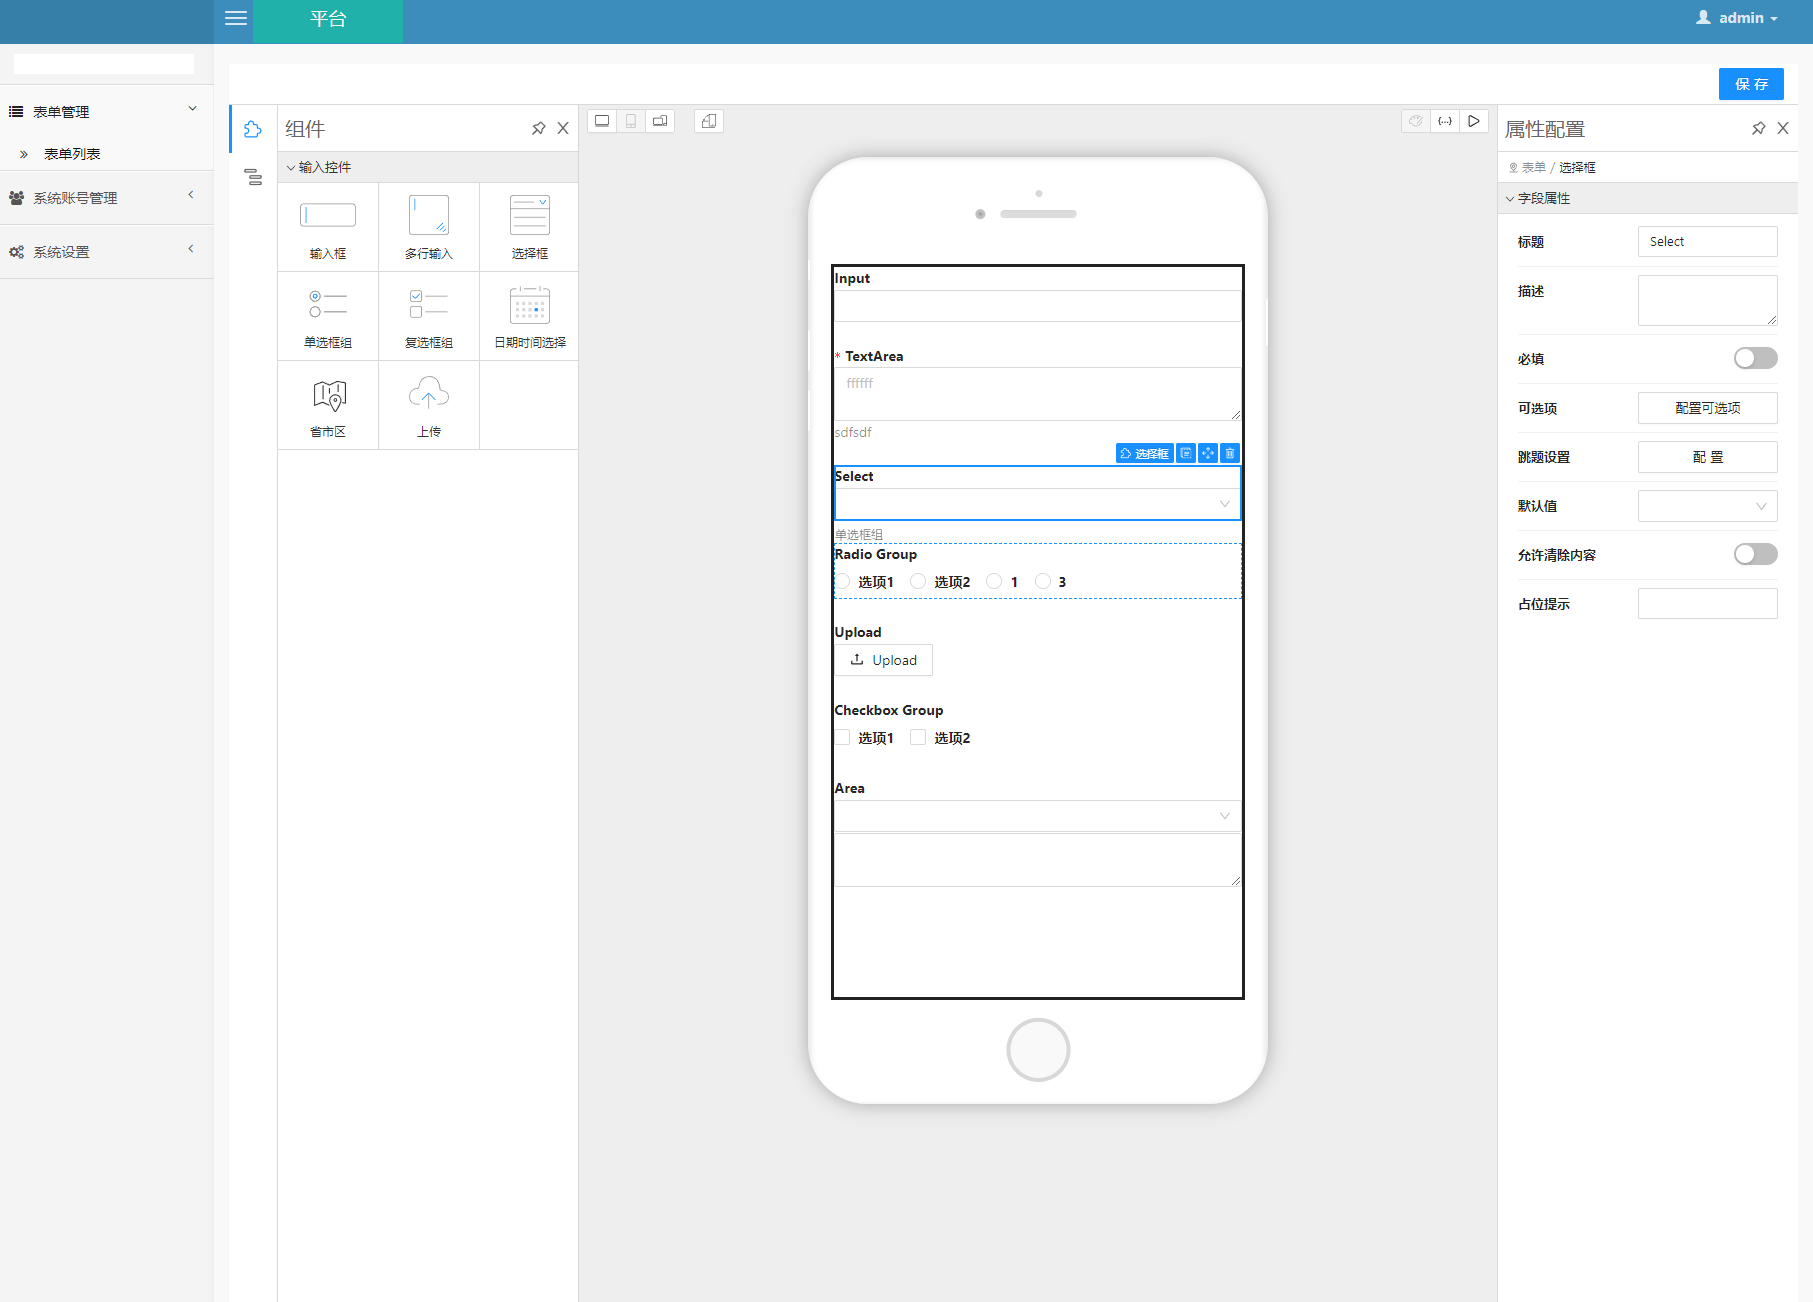 平台
admin
保 存
表单管理
表单列表
系统账号管理
系统设置
组件
输入控件
输入框
多行输入
选择框
单选框组
复选框组
日期时间选择
省市区
上传
{...}
Input
* TextArea
ffffff
sdfsdf
选择框
Select
单选框组
Radio Group
选项1 选项2 1 3
Upload
Upload
Checkbox Group
选项1 选项2
Area
属性配置
表单 / 选择框
字段属性
标题 Select
描述
必填
可选项 配置可选项
跳题设置 配 置
默认值
允许清除内容
占位提示